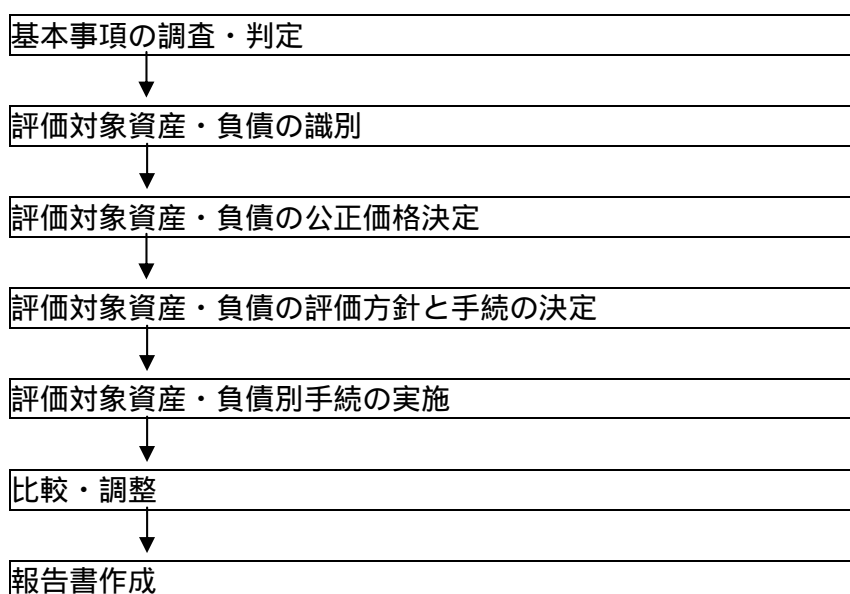 基本事項の調査・判定
評価対象資産・負債の識別
評価対象資産・負債の公正価格決定
評価対象資産・負債の評価方針と手続の決定
評価対象資産・負債別手続の実施
比較・調整
報告書作成